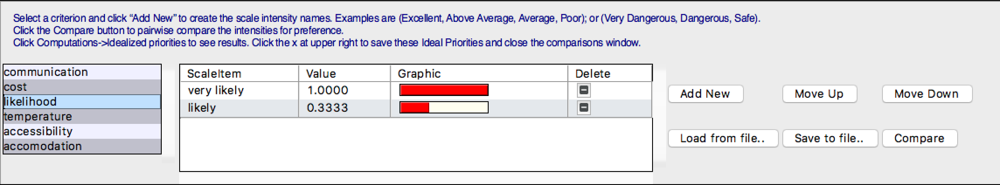 Select a criterion and click “Add New” to create the scale intensity names. Examples are (Excellent, Above Average, Average, Poor); or (Very Dangerous, Dangerous, Safe).
Click the Compare button to pairwise compare the intensities for preference.
Click Computations->Idealized priorities to see results. Click the x at upper right to save these Ideal Priorities and close the comparisons window.
communication
cost
likelihood
temperature
accessibility
accomodation
ScaleItem Value Graphic Delete
very likely 1.0000
likely 0.3333
Add New Move Up Move Down
Load from file.. Save to file.. Compare